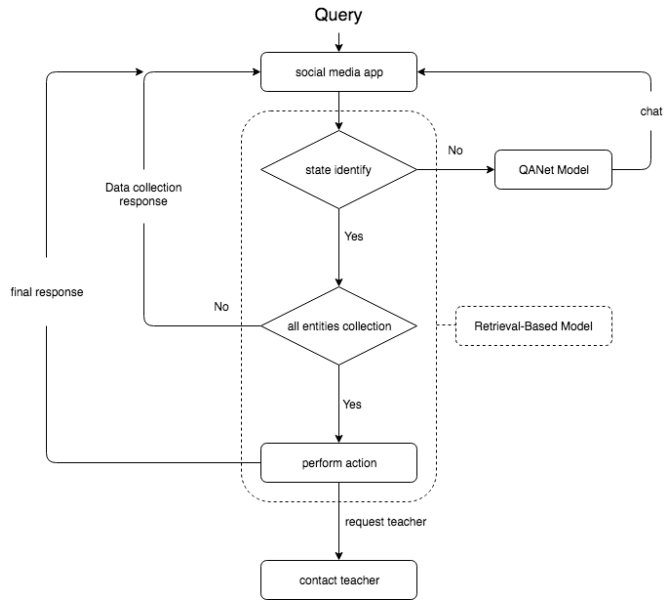 Query
social media app
chat
state identify
No
QANet Model
Data collection
response
Yes
final response
No
all entities collection
Retrieval-Based Model
Yes
perform action
request teacher
contact teacher